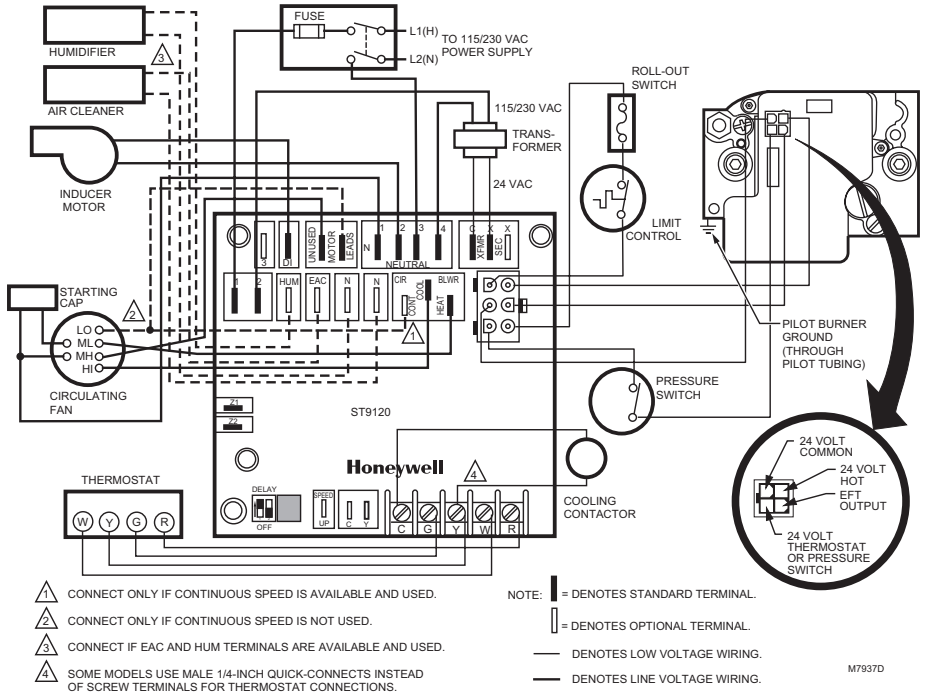 FUSE
L1(H)
L2(N)
TO 115/230 VAC
POWER SUPPLY
HUMIDIFIER
3
AIR CLEANER
INDUCER
MOTOR
ROLL-OUT
SWITCH
115/230 VAC
TRANS-
FORMER
24 VAC
LIMIT
CONTROL
3
DI
UNUSED
MOTOR
LEADS
N
1
2
3
4
NEUTRAL
C
X
X
XFMR
SEC
1
2
HUM
EAC
N
N
CIR
BLWR
CONT
COOL
HEAT
1
STARTING
CAP
2
LO
ML
MH
HI
CIRCULATING
FAN
PILOT BURNER
GROUND
(THROUGH
PILOT TUBING)
PRESSURE
SWITCH
Z1
Z2
ST9120
Honeywell
4
COOLING
CONTACTOR
24 VOLT
COMMON
24 VOLT
HOT
EFT
OUTPUT
24 VOLT
THERMOSTAT
OR PRESSURE
SWITCH
THERMOSTAT
W
Y
G
R
DELAY
OFF
SPEED
UP
C
Y
C
G
Y
W
R
1 CONNECT ONLY IF CONTINUOUS SPEED IS AVAILABLE AND USED.
2 CONNECT ONLY IF CONTINUOUS SPEED IS NOT USED.
3 CONNECT IF EAC AND HUM TERMINALS ARE AVAILABLE AND USED.
4 SOME MODELS USE MALE 1/4-INCH QUICK-CONNECTS INSTEAD
OF SCREW TERMINALS FOR THERMOSTAT CONNECTIONS.
NOTE: = DENOTES STANDARD TERMINAL.
= DENOTES OPTIONAL TERMINAL.
DENOTES LOW VOLTAGE WIRING.
DENOTES LINE VOLTAGE WIRING.
M7937D